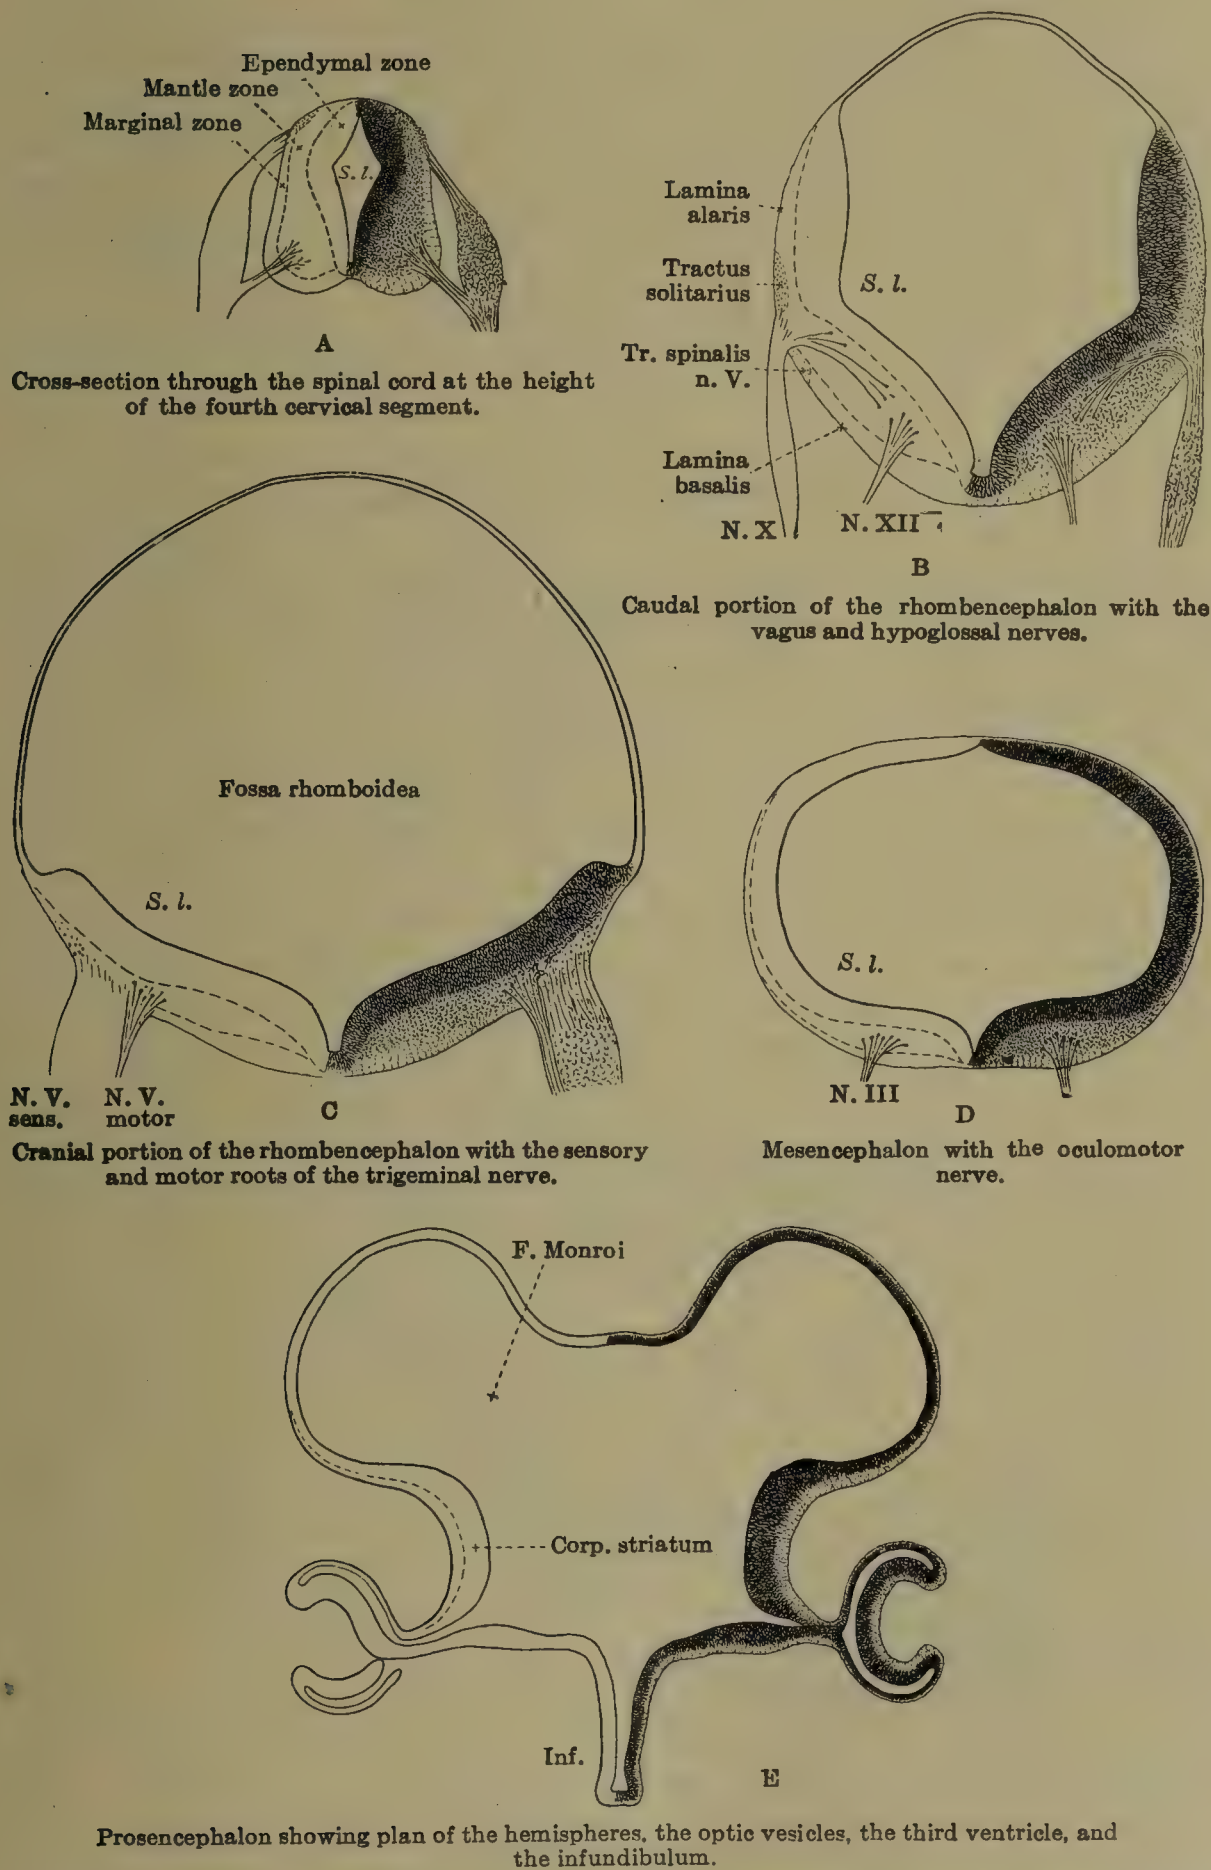 Ependymal zone
Mantle zone
Marginal zone
S. l.
A
Cross-section through the spinal cord at the height
of the fourth cervical segment.
Lamina
alaris
Tractus
solitarius
S. l.
Tr. spinalis
n. V.
Lamina
basalis
N. X
N. XII
B
Caudal portion of the rhombencephalon with the
vagus and hypoglossal nerves.
Fossa rhomboidea
S. l.
N. V.
sens.
N. V.
motor
C
Cranial portion of the rhombencephalon with the sensory
and motor roots of the trigeminal nerve.
S. l.
N. III
D
Mesencephalon with the oculomotor
nerve.
F. Monroi
Corp. striatum
Inf.
E
Prosencephalon showing plan of the hemispheres, the optic vesicles, the third ventricle, and
the infundibulum.